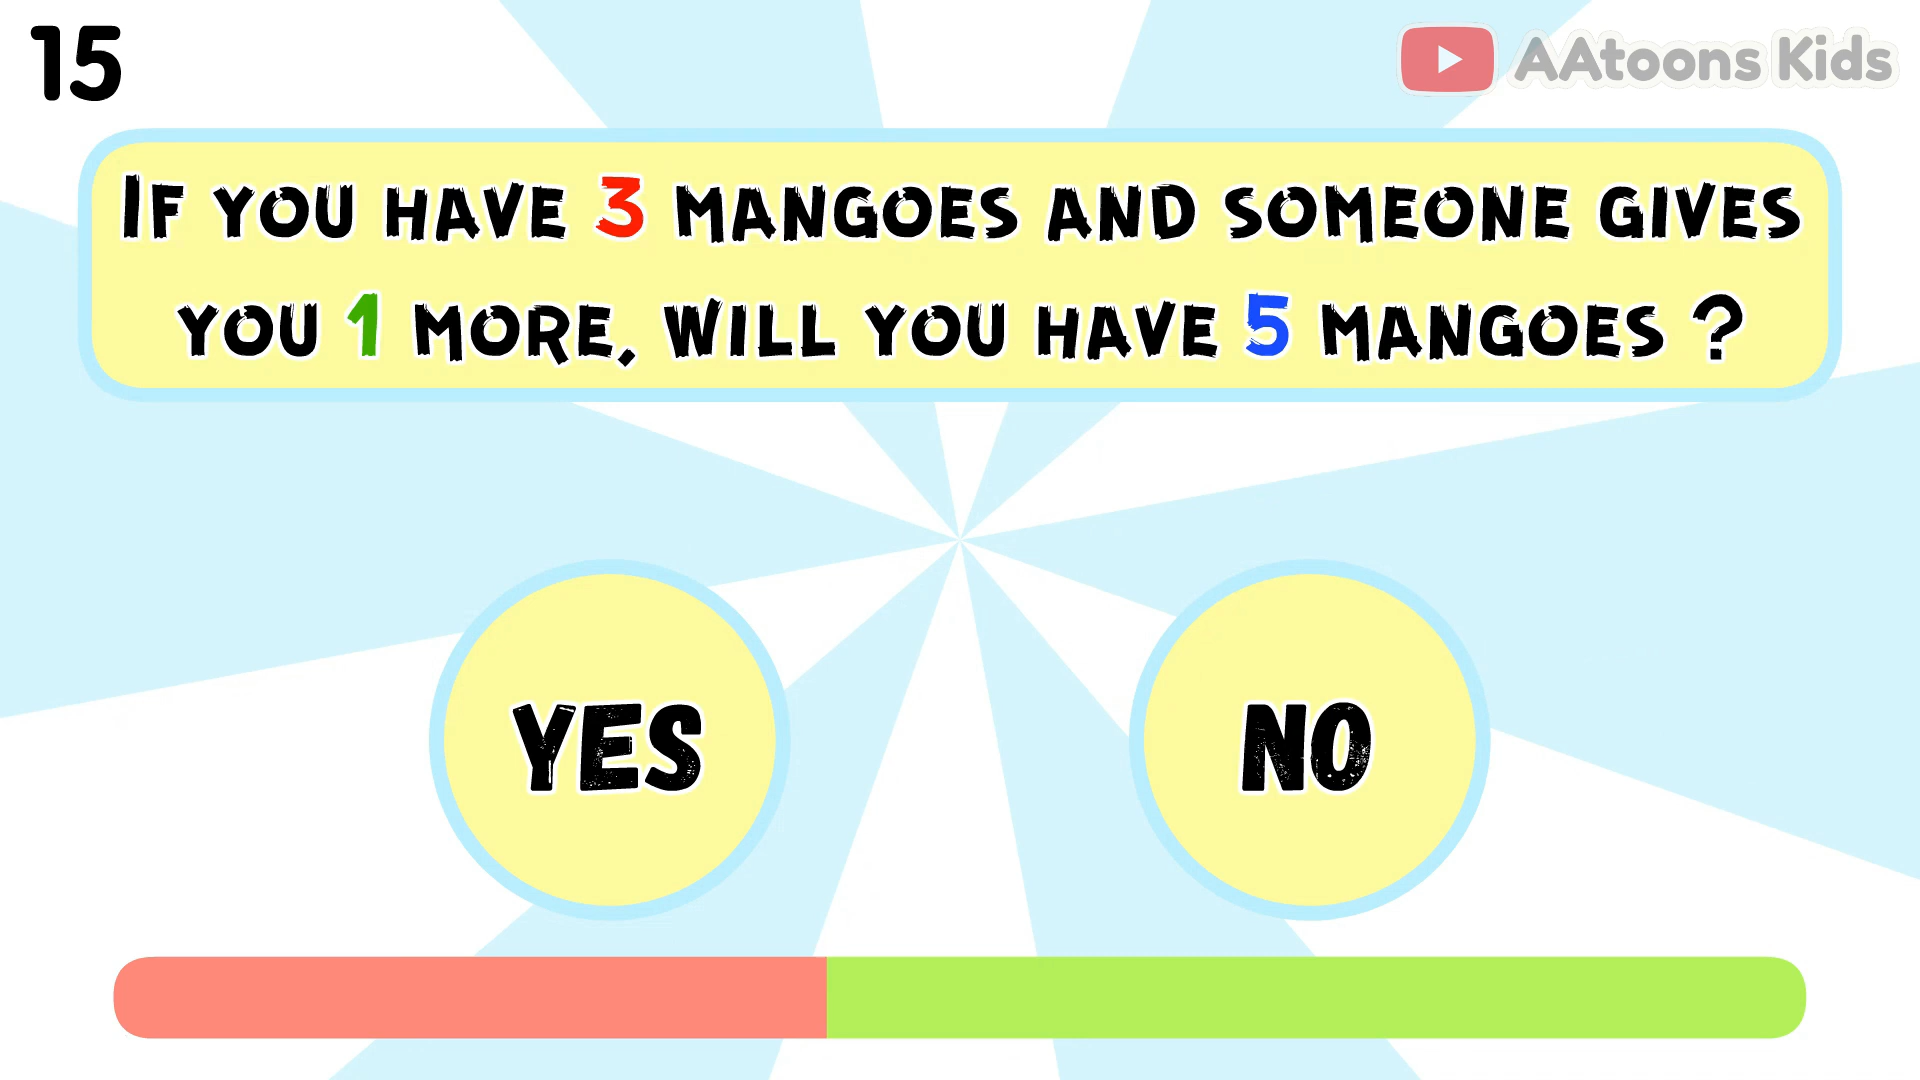 15
AAtoons Kids
IF YOU HAVE 3 MANGOES AND SOMEONE GIVES
YOU 1 MORE, WILL YOU HAVE 5 MANGOES ?
YES
NO